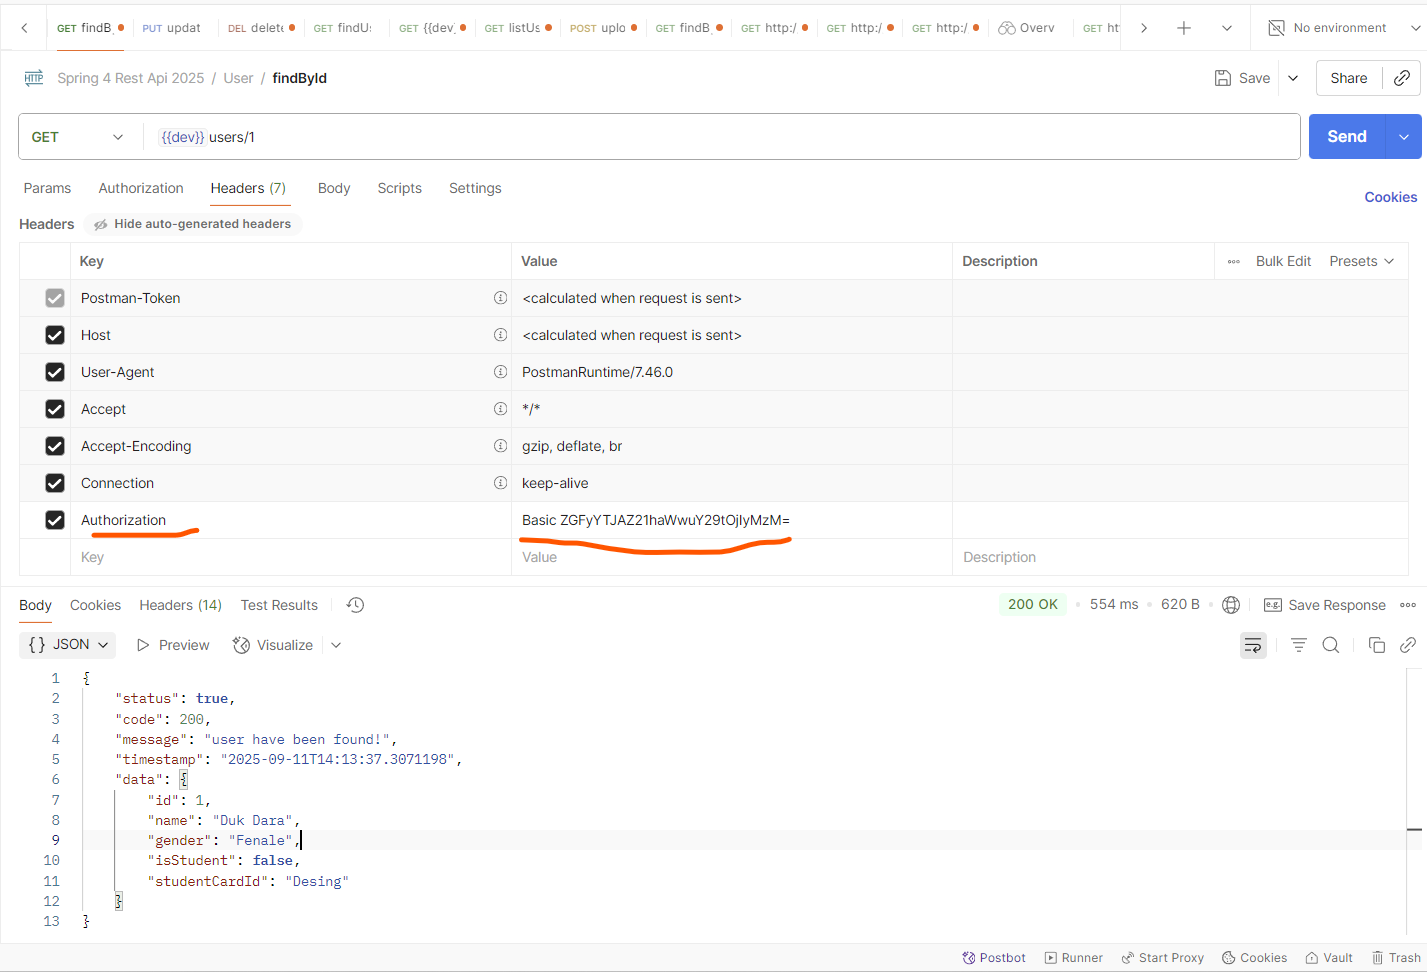 GET findB
PUT updat
DEL delete
GET findUs
GET {{dev
GET listUs
POST uplo
GET findB
GET http:/
GET http:/
GET http:/
Overv
GET ht
No environment
HTTP Spring 4 Rest Api 2025 / User / findById
Save
Share
GET
{{dev}} users/1
Send
Params Authorization Headers (7) Body Scripts Settings
Cookies
Headers Hide auto-generated headers
Key Value Description Bulk Edit Presets
Postman-Token <calculated when request is sent>
Host <calculated when request is sent>
User-Agent PostmanRuntime/7.46.0
Accept */*
Accept-Encoding gzip, deflate, br
Connection keep-alive
Authorization Basic ZGFyYTJAZ21haWwuY29tOjIyMzM=
Key Value Description
Body Cookies Headers (14) Test Results
200 OK • 554 ms • 620 B • e.g. Save Response
{} JSON Preview Visualize
1 {
2 "status": true,
3 "code": 200,
4 "message": "user have been found!",
5 "timestamp": "2025-09-11T14:13:37.3071198",
6 "data": {
7 "id": 1,
8 "name": "Duk Dara",
9 "gender": "Fenale",
10 "isStudent": false,
11 "studentCardId": "Desing"
12 }
13 }
Postbot Runner Start Proxy Cookies Vault Trash